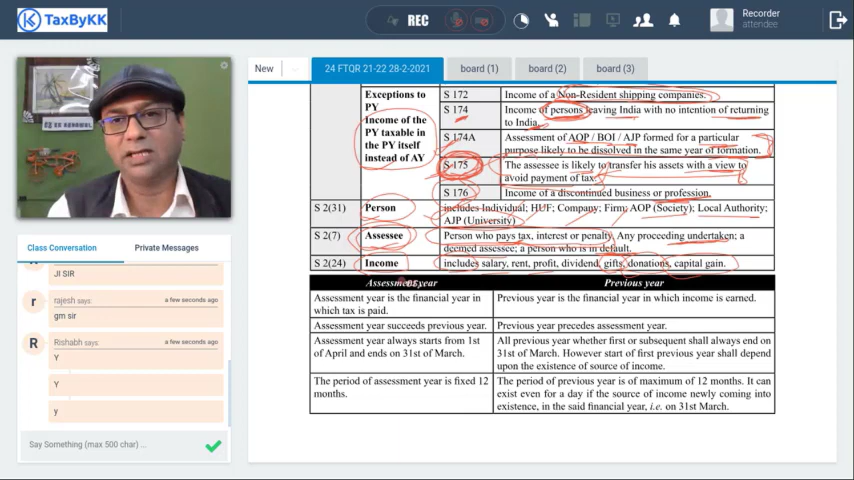 TaxByKK
REC
Recorder
attendee
New
24 FTQR 21-22 28-2-2021
board (1)
board (2)
board (3)
Exceptions to
PY
Income of the
PY taxable in
the PY itself
instead of AY
S 172
Income of a Non-Resident shipping companies.
S 174
Income of persons leaving India with no intention of returning
to India.
S 174A
Assessment of AOP / BOI / AJP formed for a particular
purpose likely to be dissolved in the same year of formation.
S 175
The assessee is likely to transfer his assets with a view to
avoid payment of tax.
S 176
Income of a discontinued business or profession.
S 2(31)
Person
includes Individual; HUF; Company; Firm; AOP (Society); Local Authority;
AJP (University)
S 2(7)
Assessee
Person who pays tax, interest or penalty. Any proceeding undertaken; a
deemed assessee; a person who is in default.
S 2(24)
Income
includes salary, rent, profit, dividend, gifts, donations, capital gain.
Assessment year
Previous year
Assessment year is the financial year in
which tax is paid.
Previous year is the financial year in which income is earned.
Assessment year succeeds previous year.
Previous year precedes assessment year.
Assessment year always starts from 1st
of April and ends on 31st of March.
All previous year whether first or subsequent shall always end on
31st of March. However start of first previous year shall depend
upon the existence of source of income.
The period of assessment year is fixed 12
months.
The period of previous year is of maximum of 12 months. It can
exist even for a day if the source of income newly coming into
existence, in the said financial year, i.e. on 31st March.
Class Conversation
Private Messages
JI SIR
r
rajesh says:
a few seconds ago
gm sir
R
Rishabh says:
a few seconds ago
Y
Y
y
Say Something (max 500 char) ...